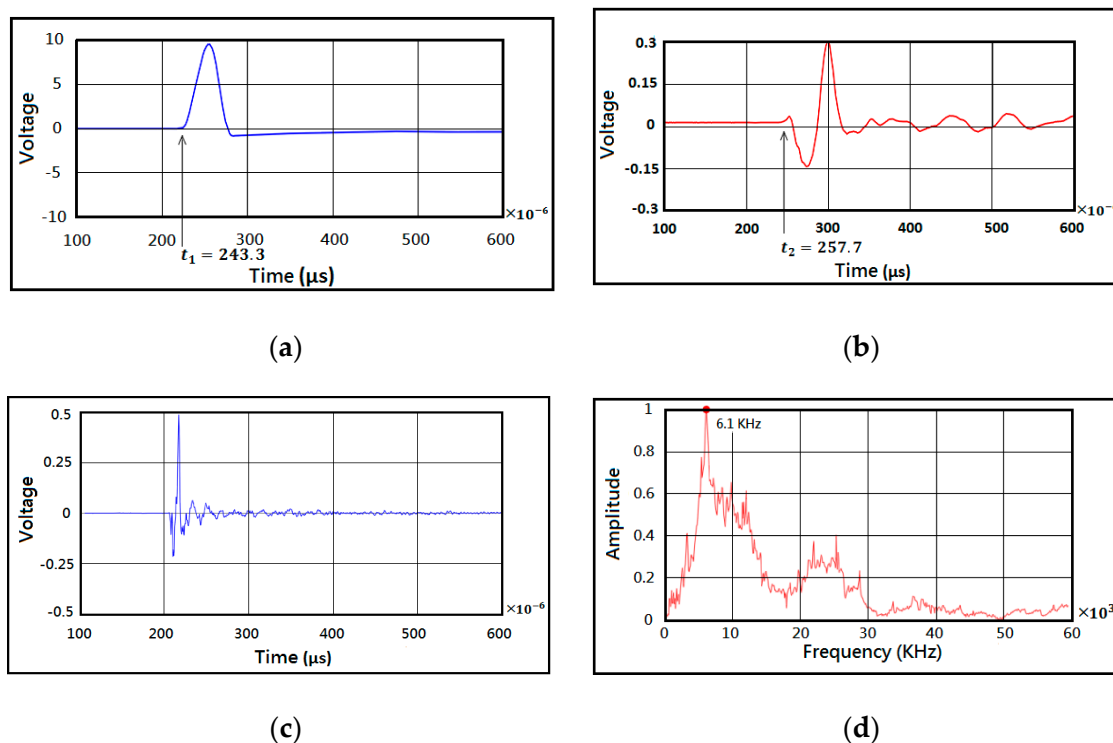 10
5
0
-5
-10
Voltage
×10⁻⁶
100 200 300 400 500 600
t₁ = 243.3
Time (μs)
(a)
0.3
0.15
0
-0.15
-0.3
Voltage
100 200 300 400 500 600
t₂ = 257.7
Time (μs)
(b)
0.5
0.25
0
-0.25
-0.5
Voltage
×10⁻⁶
100 200 300 400 500 600
Time (μs)
(c)
1
0.8
0.6
0.4
0.2
0
Amplitude
6.1 KHz
×10³
0 10 20 30 40 50 60
Frequency (KHz)
(d)